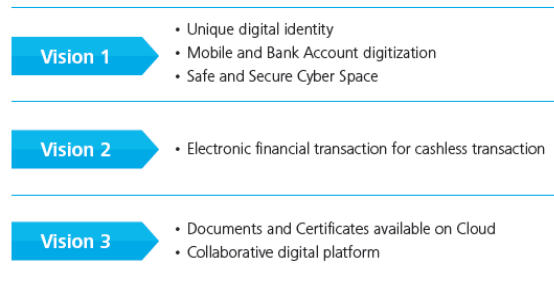 Vision 1
• Unique digital identity
• Mobile and Bank Account digitization
• Safe and Secure Cyber Space
Vision 2
• Electronic financial transaction for cashless transaction
Vision 3
• Documents and Certificates available on Cloud
• Collaborative digital platform